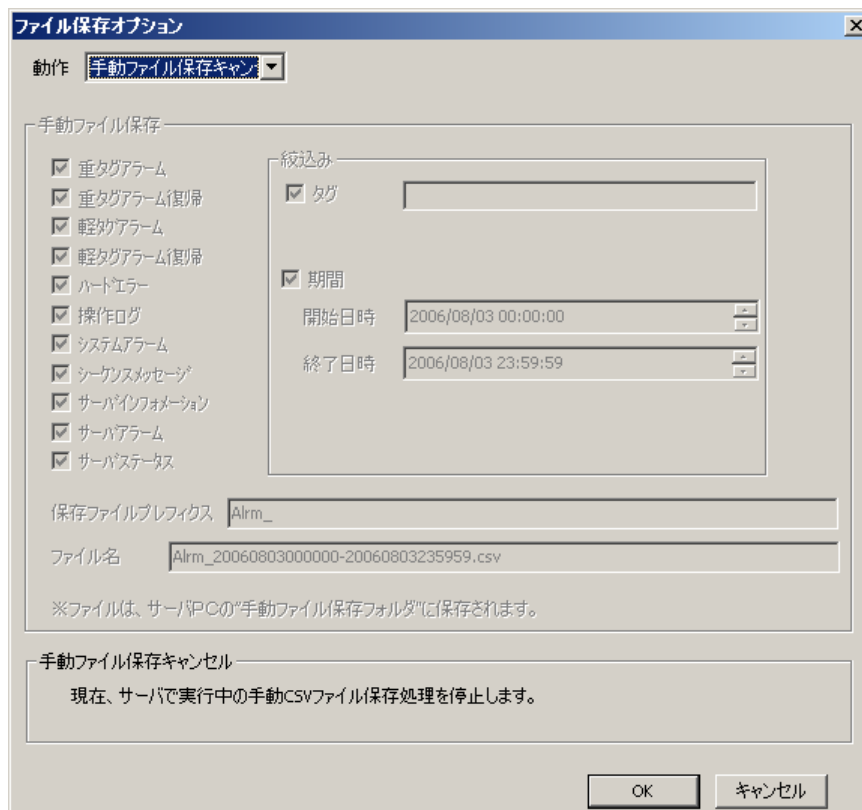 ファイル保存オプション
動作 手動ファイル保存キャン
手動ファイル保存
重タグアラーム
重タグアラーム復帰
軽タグアラーム
軽タグアラーム復帰
ハードエラー
操作ログ
システムアラーム
シーケンスメッセージ
サーバインフォメーション
サーバアラーム
サーバステータス
絞込み
タグ
期間
開始日時 2006/08/03 00:00:00
終了日時 2006/08/03 23:59:59
保存ファイルプレフィクス Alrm_
ファイル名 Alrm_20060803000000-20060803235959.csv
※ファイルは、サーバPCの"手動ファイル保存フォルダ"に保存されます。
手動ファイル保存キャンセル
現在、サーバで実行中の手動CSVファイル保存処理を停止します。
OK キャンセル